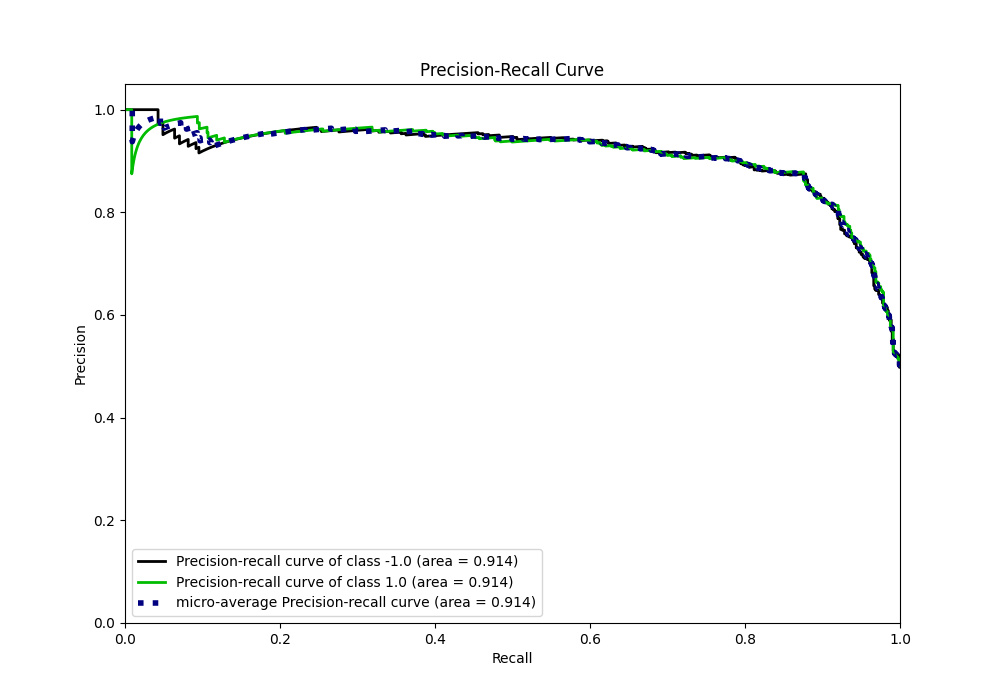 Precision-Recall Curve
1.0
0.8
0.6
0.4
0.2
0.0
Precision
Precision-recall curve of class -1.0 (area = 0.914)
Precision-recall curve of class 1.0 (area = 0.914)
micro-average Precision-recall curve (area = 0.914)
0.0 0.2 0.4 0.6 0.8 1.0
Recall